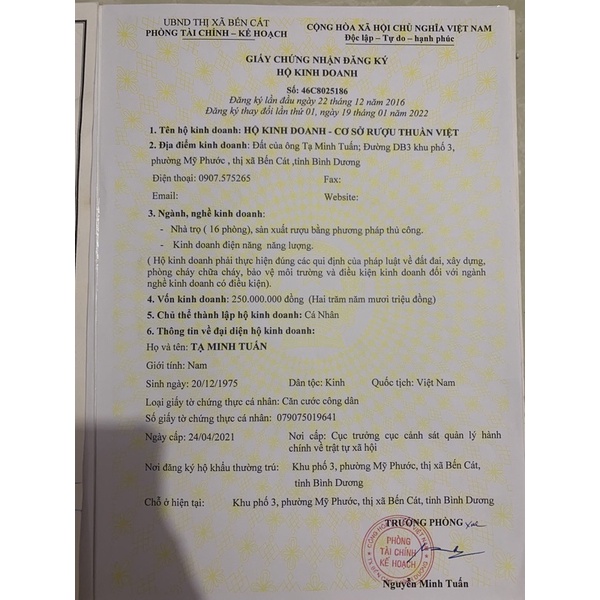 UBND THỊ XÃ BẾN CÁT
PHÒNG TÀI CHÍNH – KẾ HOẠCH
CỘNG HÒA XÃ HỘI CHỦ NGHĨA VIỆT NAM
Độc lập – Tự do – hạnh phúc
GIẤY CHỨNG NHẬN ĐĂNG KÝ
HỘ KINH DOANH
Số: 46C8025186
Đăng ký lần đầu ngày 22 tháng 12 năm 2016
Đăng ký thay đổi lần thứ 01, ngày 19 tháng 01 năm 2022
1. Tên hộ kinh doanh: HỘ KINH DOANH - CƠ SỞ RƯỢU THUẦN VIỆT
2. Địa điểm kinh doanh: Đất của ông Tạ Minh Tuấn; Đường DB3 khu phố 3,
phường Mỹ Phước , thị xã Bến Cát ,tỉnh Bình Dương
Điện thoại: 0907.575265 Fax:
Email: Website:
3. Ngành, nghề kinh doanh:
- Nhà trọ ( 16 phòng), sản xuất rượu bằng phương pháp thủ công.
- Kinh doanh điện năng năng lượng.
( Hộ kinh doanh phải thực hiện đúng các qui định của pháp luật về đất đai, xây dựng,
phòng cháy chữa cháy, bảo vệ môi trường và điều kiện kinh doanh đối với ngành
nghề kinh doanh có điều kiện).
4. Vốn kinh doanh: 250.000.000 đồng (Hai trăm năm mươi triệu đồng)
5. Chủ thể thành lập hộ kinh doanh: Cá Nhân
6. Thông tin về đại diện hộ kinh doanh:
Họ và tên: TẠ MINH TUẤN
Giới tính: Nam
Sinh ngày: 20/12/1975 Dân tộc: Kinh Quốc tịch: Việt Nam
Loại giấy tờ chứng thực cá nhân: Căn cước công dân
Số giấy tờ chứng thực cá nhân: 079075019641
Ngày cấp: 24/04/2021 Nơi cấp: Cục trưởng cục cảnh sát quản lý hành
chính về trật tự xã hội
Nơi đăng ký hộ khẩu thường trú: Khu phố 3, phường Mỹ Phước, thị xã Bến Cát,
tỉnh Bình Dương
Chỗ ở hiện tại: Khu phố 3, phường Mỹ Phước, thị xã Bến Cát, tỉnh Bình Dương
TRƯỞNG PHÒNG
PHÒNG
TÀI CHÍNH
KẾ HOẠCH
Nguyễn Minh Tuấn